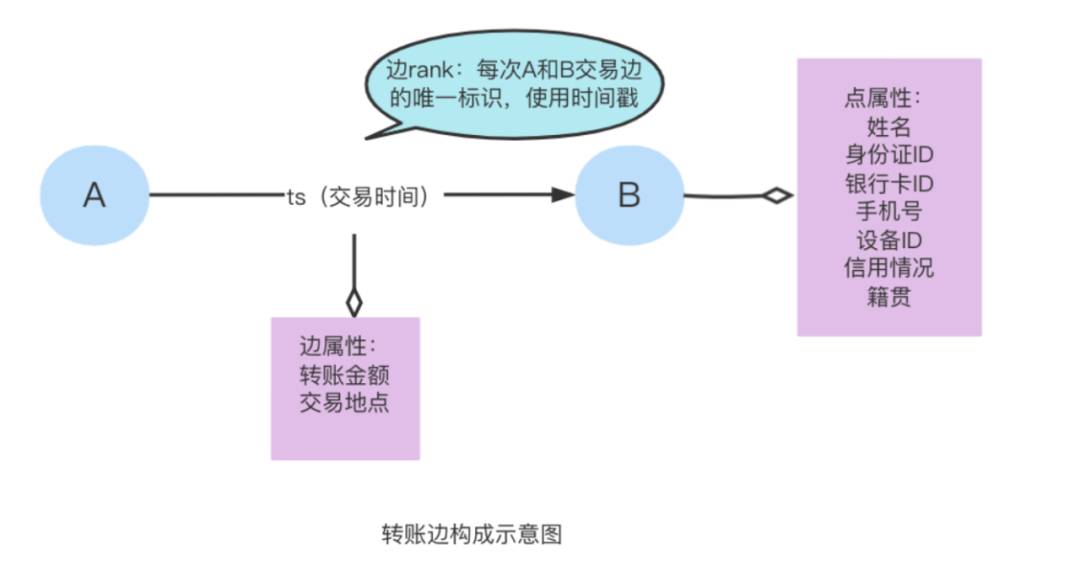 边rank：每次A和B交易边
的唯一标识，使用时间戳
A
ts（交易时间）
B
点属性：
姓名
身份证ID
银行卡ID
手机号
设备ID
信用情况
籍贯
边属性：
转账金额
交易地点
转账边构成示意图